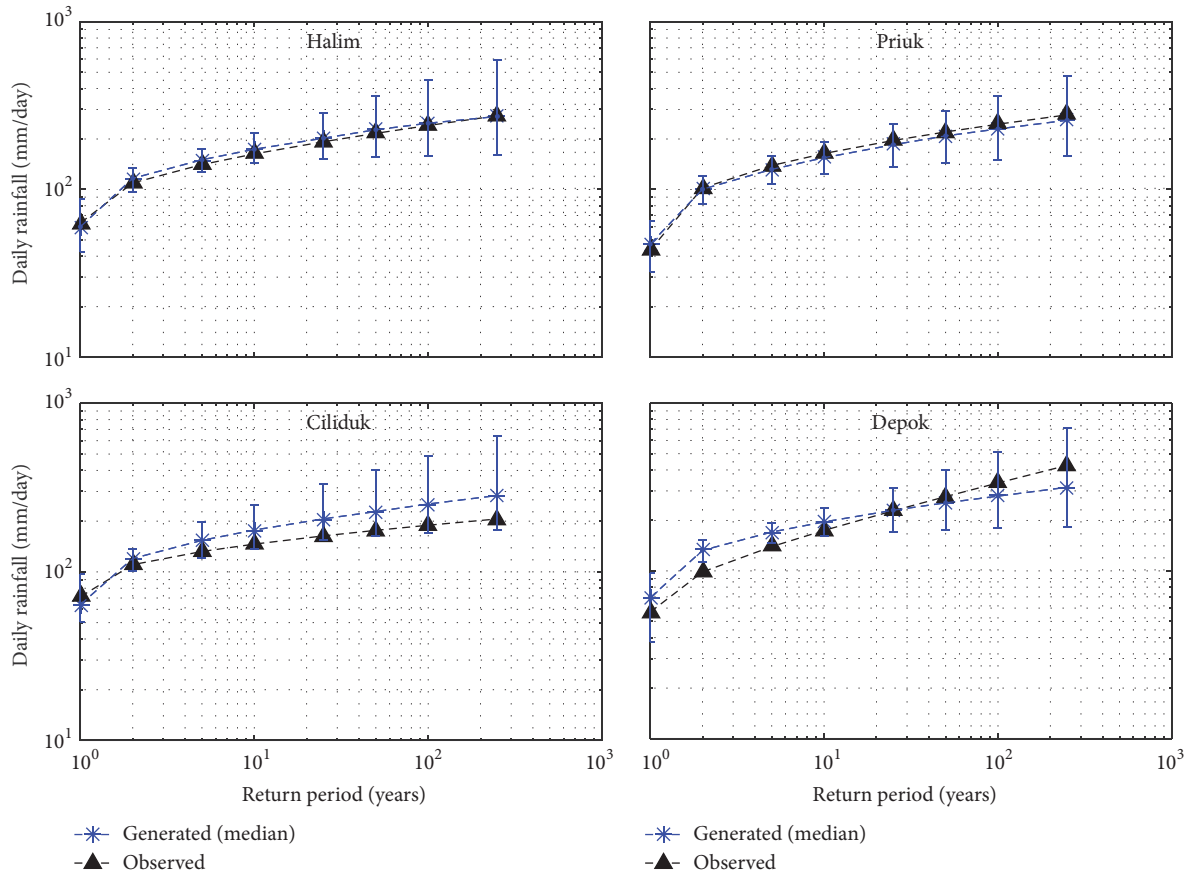 Halim
Priuk
10³
10²
10¹
Daily rainfall (mm/day)
Ciliduk
Depok
10³
10²
10¹
Daily rainfall (mm/day)
10⁰ 10¹ 10² 10³
10⁰ 10¹ 10² 10³
Return period (years)
Return period (years)
Generated (median)
Observed
Generated (median)
Observed